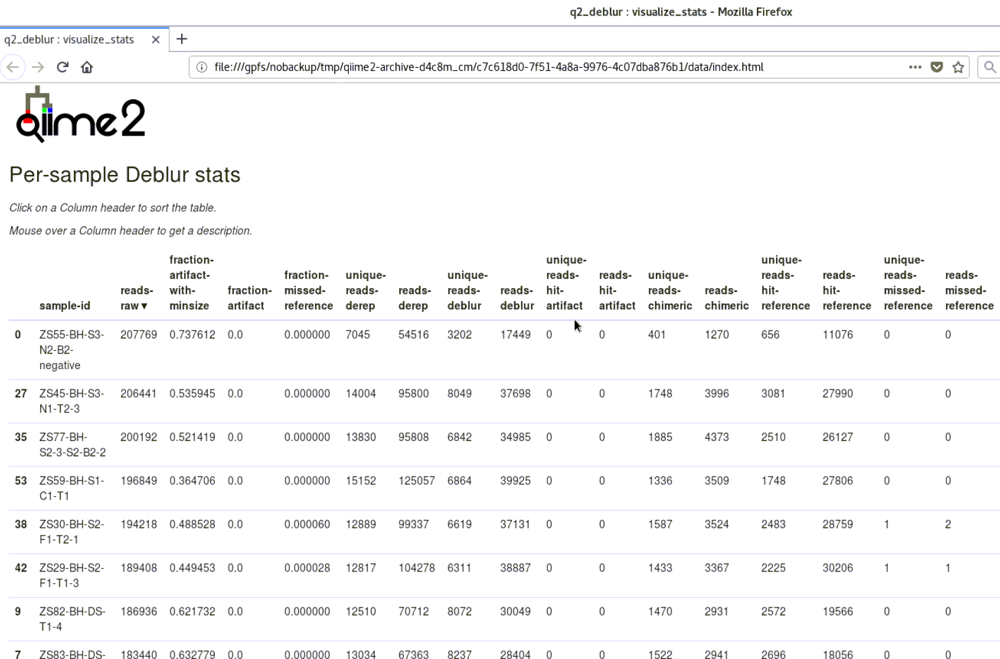 q2_deblur : visualize_stats - Mozilla Firefox
q2_deblur : visualize_stats
file:///gpfs/nobackup/tmp/qiime2-archive-d4c8m_cm/c7c618d0-7f51-4a8a-9976-4c07dba876b1/data/index.html
qiime2
Per-sample Deblur stats
Click on a Column header to sort the table.
Mouse over a Column header to get a description.
sample-id reads-raw▼ fraction-artifact-with-minsize fraction-artifact fraction-missed-reference unique-reads-derep reads-derep unique-reads-deblur reads-deblur unique-reads-hit-artifact reads-hit-artifact unique-reads-chimeric reads-chimeric unique-reads-hit-reference reads-hit-reference unique-reads-missed-reference reads-missed-reference
0 ZS55-BH-S3-N2-B2-negative 207769 0.737612 0.0 0.000000 7045 54516 3202 17449 0 0 401 1270 656 11076 0 0
27 ZS45-BH-S3-N1-T2-3 206441 0.535945 0.0 0.000000 14004 95800 8049 37698 0 0 1748 3996 3081 27990 0 0
35 ZS77-BH-S2-3-S2-B2-2 200192 0.521419 0.0 0.000000 13830 95808 6842 34985 0 0 1885 4373 2510 26127 0 0
53 ZS59-BH-S1-C1-T1 196849 0.364706 0.0 0.000000 15152 125057 6864 39925 0 0 1336 3509 1748 27806 0 0
38 ZS30-BH-S2-F1-T2-1 194218 0.488528 0.0 0.000060 12889 99337 6619 37131 0 0 1587 3524 2483 28759 1 2
42 ZS29-BH-S2-F1-T1-3 189408 0.449453 0.0 0.000028 12817 104278 6311 38887 0 0 1433 3367 2225 30206 1 1
9 ZS82-BH-DS-T1-4 186936 0.621732 0.0 0.000000 12510 70712 8072 30049 0 0 1470 2931 2572 19566 0 0
7 ZS83-BH-DS- 183440 0.632779 0.0 0.000000 13034 67363 8237 28404 0 0 1522 2941 2696 18056 0 0